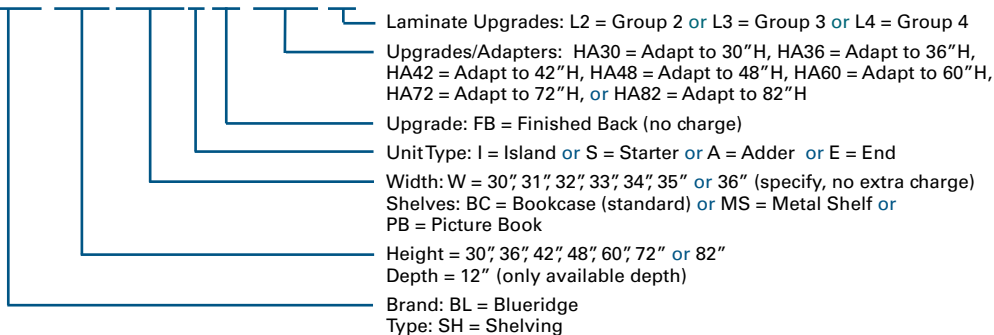 Laminate Upgrades: L2 = Group 2 or L3 = Group 3 or L4 = Group 4
Upgrades/Adapters: HA30 = Adapt to 30"H, HA36 = Adapt to 36"H,
HA42 = Adapt to 42"H, HA48 = Adapt to 48"H, HA60 = Adapt to 60"H,
HA72 = Adapt to 72"H, or HA82 = Adapt to 82"H
Upgrade: FB = Finished Back (no charge)
Unit Type: I = Island or S = Starter or A = Adder or E = End
Width: W = 30", 31", 32", 33", 34", 35" or 36" (specify, no extra charge)
Shelves: BC = Bookcase (standard) or MS = Metal Shelf or
PB = Picture Book
Height = 30", 36", 42", 48", 60", 72" or 82"
Depth = 12" (only available depth)
Brand: BL = Blueridge
Type: SH = Shelving